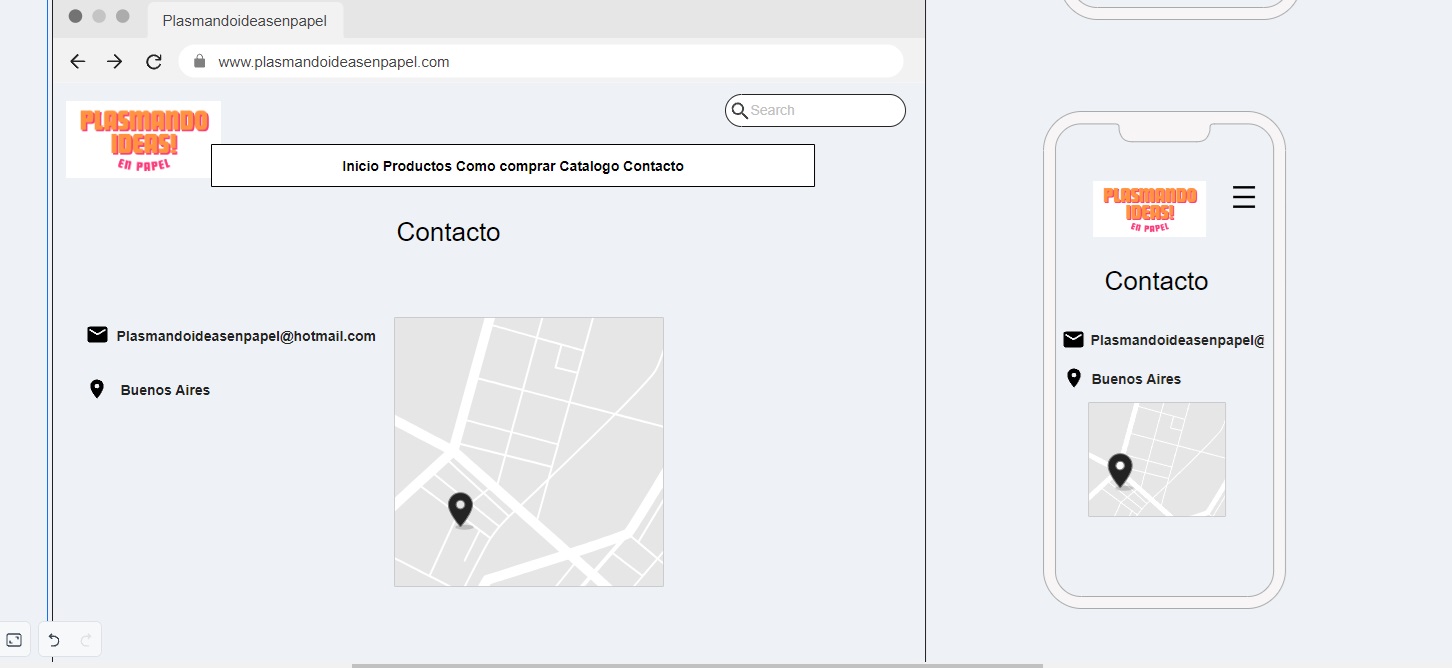 Plasmandoideasenpapel
www.plasmandoideasenpapel.com
PLASMANDO
IDEAS!
EN PAPEL
Search
Inicio Productos Como comprar Catalogo Contacto
Contacto
Plasmandoideasenpapel@hotmail.com
Buenos Aires
PLASMANDO
IDEAS!
EN PAPEL
Contacto
Plasmandoideasenpapel@
Buenos Aires